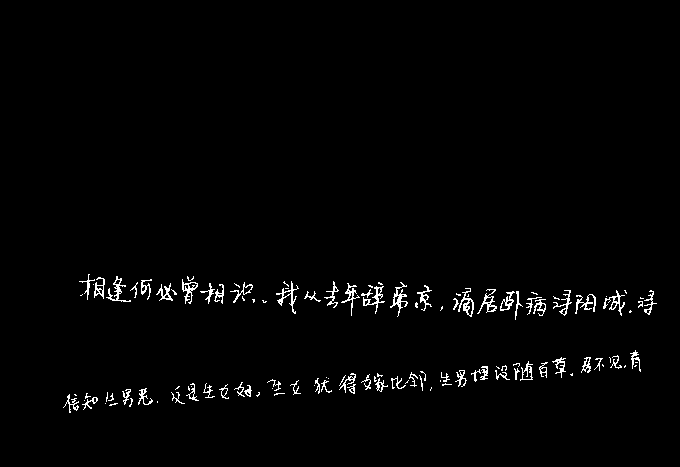 相逢何必曾相识。我从去年辞帝京，谪居卧病浔阳城。浔
信知生男恶，反是生女好。生女犹得嫁比邻，生男埋没随百草。君不见，青